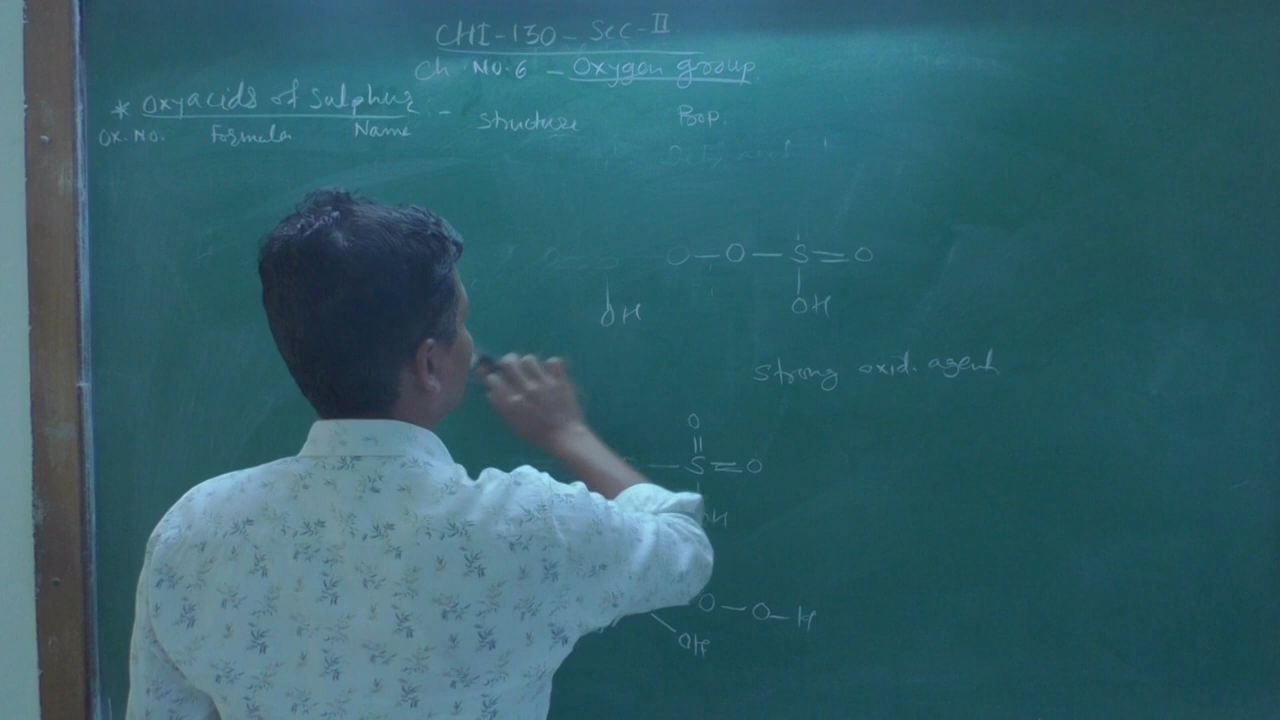 CHI-130 - Sec-II
Ch. No. 6 - Oxygen group
* Oxyacids of Sulphur - Structure Prop.
OX. NO. Formula Name
O - O - S = O
OH OH
Strong oxid. agent
O
||
- S = O
H
O - O - H
OH